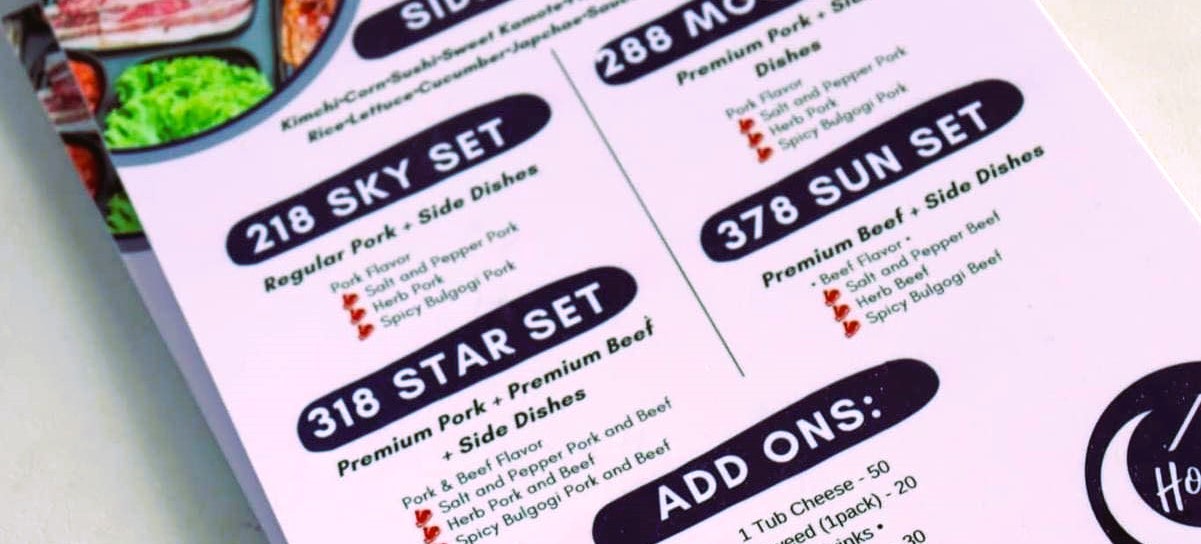 Kimchi-Corn-Sushi-Sweet Kamote
Rice-Lettuce-Cucumber-Japchae
218 SKY SET
Regular Pork + Side Dishes
Pork Flavor
Salt and Pepper Pork
Herb Pork
Spicy Bulgogi Pork
318 STAR SET
Premium Pork + Premium Beef
+ Side Dishes
Pork & Beef Flavor
Salt and Pepper Pork and Beef
Herb Pork and Beef
Spicy Bulgogi Pork and Beef
288
Premium Pork +
Dishes
Pork Flavor
Salt and Pepper Pork
Herb Pork
Spicy Bulgogi Pork
378 SUN SET
Premium Beef + Side Dishes
• Beef Flavor •
Salt and Pepper Beef
Herb Beef
Spicy Bulgogi Beef
ADD ONS:
1 Tub Cheese - 50
(1pack) - 20
30
Ho